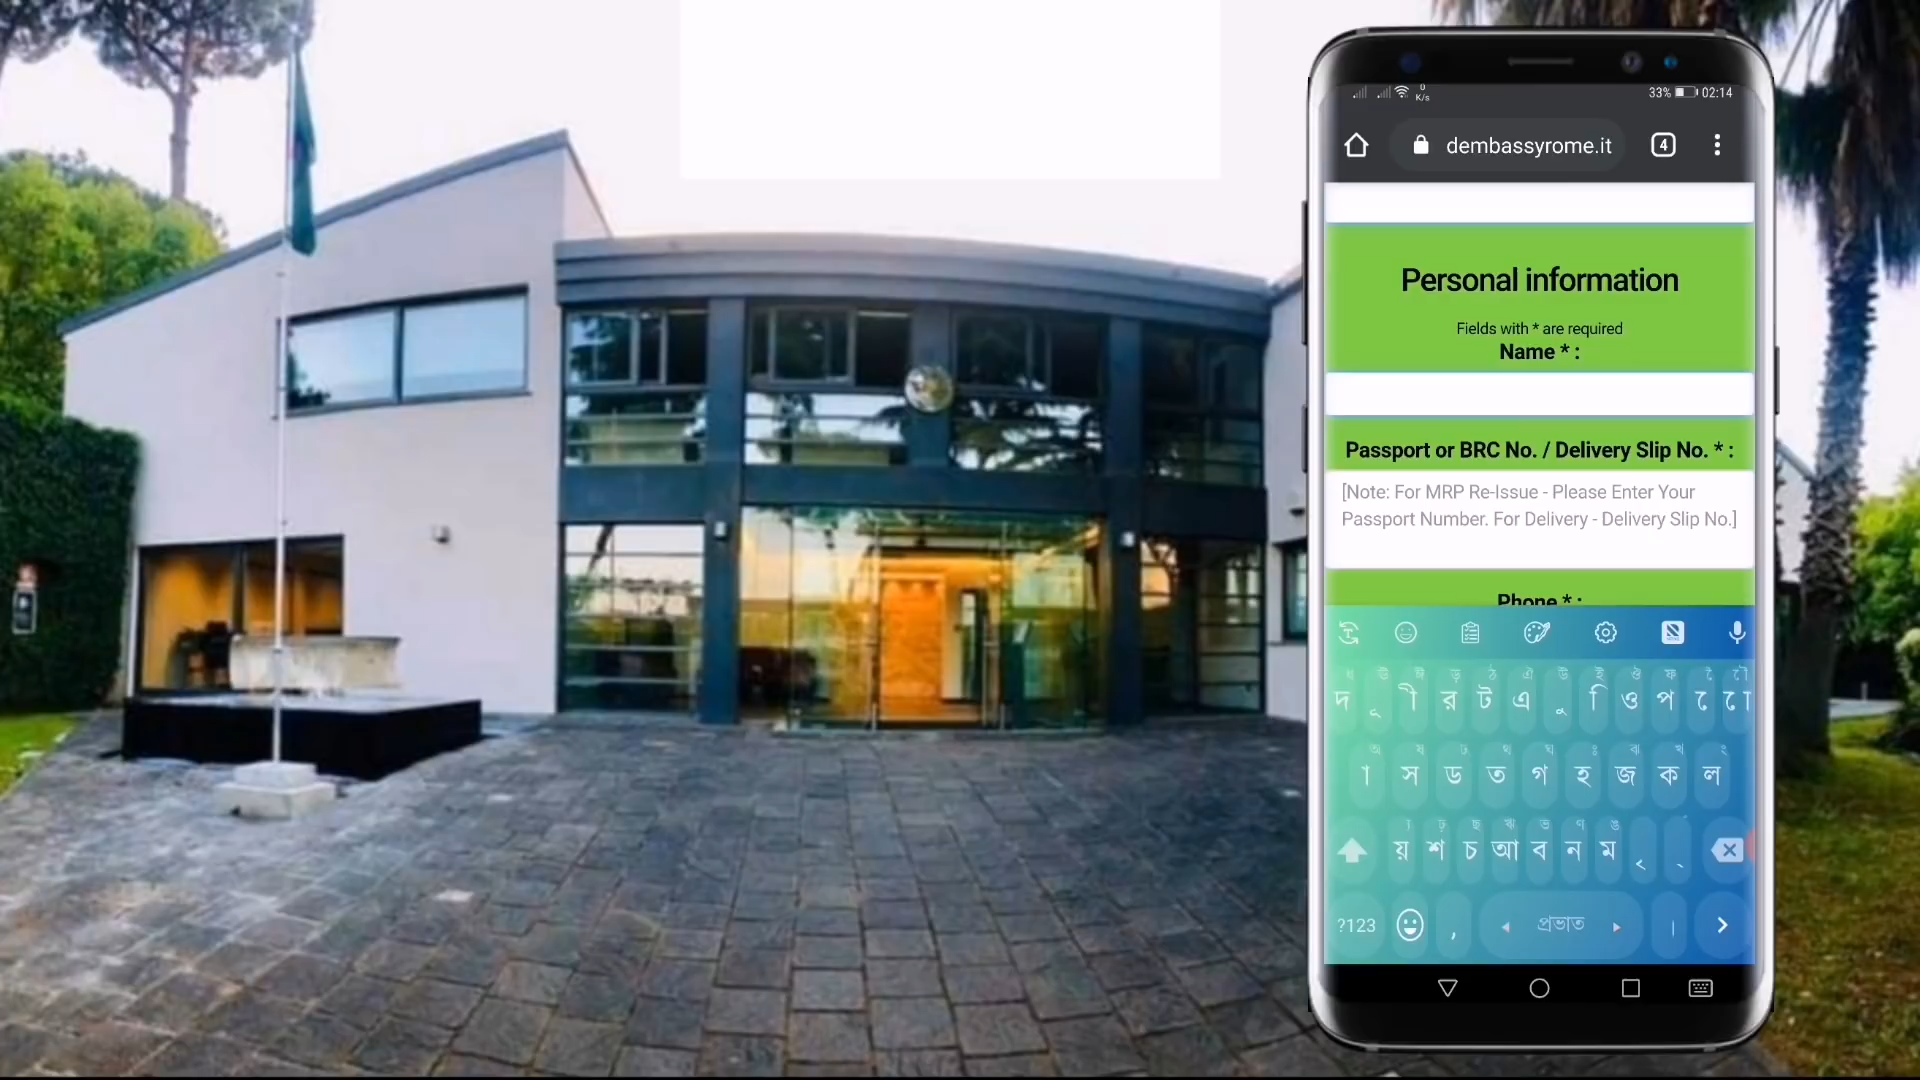 0
K/s
33% 02:14
dembassyrome.it
4
Personal information
Fields with * are required
Name * :
Passport or BRC No. / Delivery Slip No. * :
[Note: For MRP Re-Issue - Please Enter Your
Passport Number. For Delivery - Delivery Slip No.]
Phone * :
ধ ঊ ঈ ড় ঠ ঐ উ ই ঔ ফ ৈ ৌ
দ ূ ী র ট এ ু ি ও প ে ো
অ ষ ঢ থ ঘ ঃ ঝ খ ং
া স ড ত গ হ জ ক ল
য ঢ় ছ ঋ ভ ণ ঙ
য় শ চ আ ব ন ম ্
?123 , প্রভাত ।